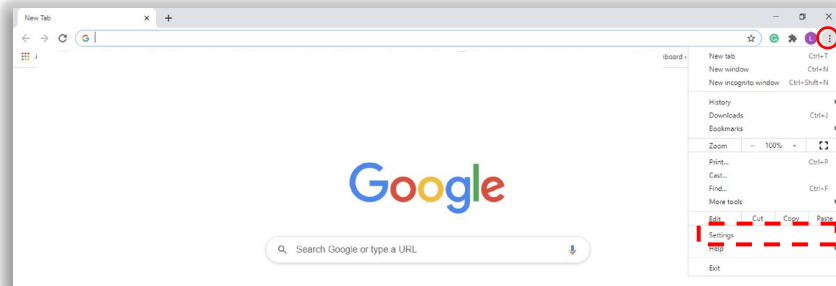 New Tab
G
L
board
New tab Ctrl+T
New window Ctrl+N
New incognito window Ctrl+Shift+N
History
Downloads Ctrl+J
Bookmarks
Zoom - 100% +
Print... Ctrl+P
Cast...
Find... Ctrl+F
More tools
Edit Cut Copy Paste
Settings
Help
Exit
Google
Search Google or type a URL